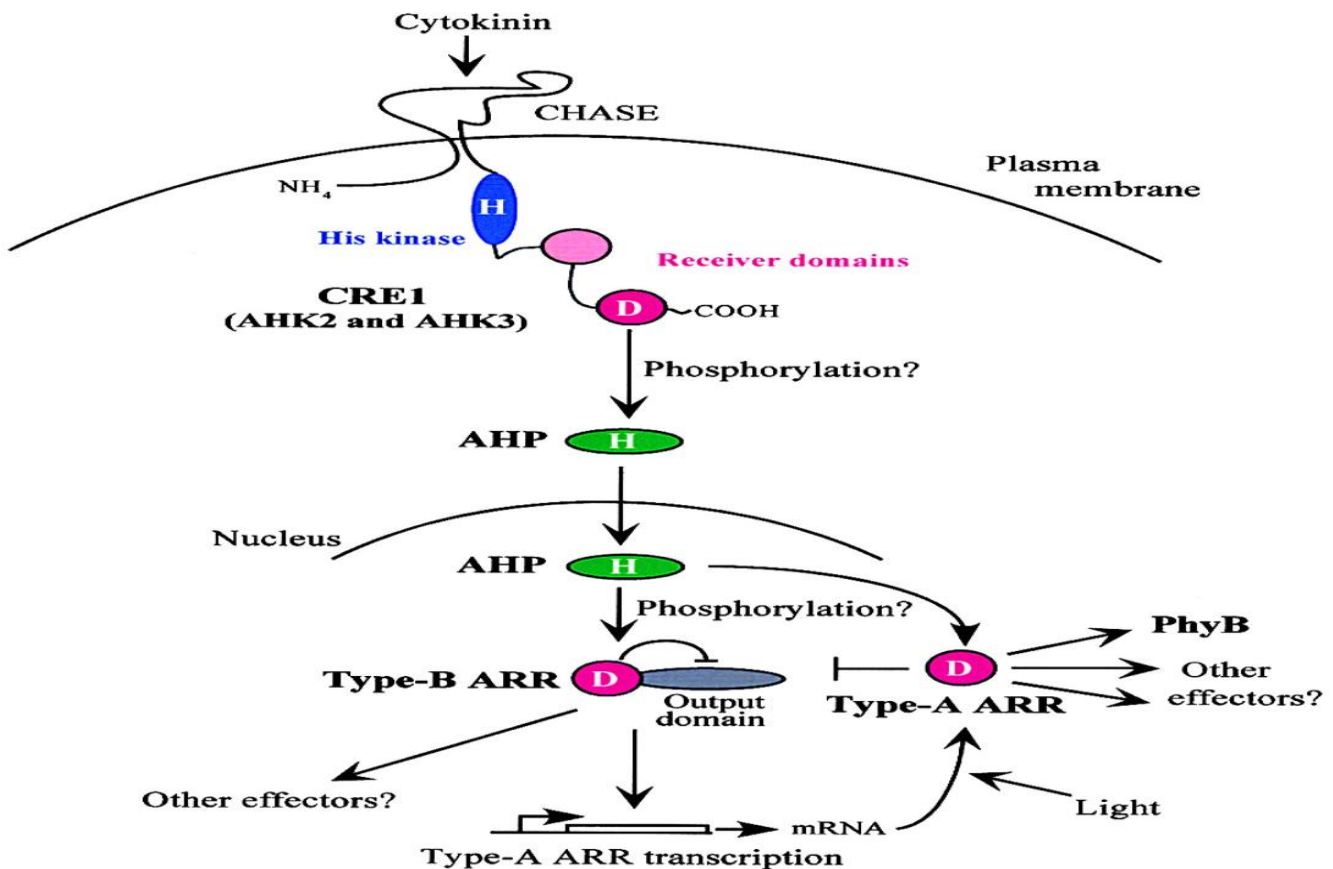 Cytokinin
CHASE
Plasma
membrane
NH4
H
His kinase
Receiver domains
CRE1
(AHK2 and AHK3)
D
COOH
Phosphorylation?
AHP
H
Nucleus
AHP
H
Phosphorylation?
PhyB
Type-B ARR
D
D
Other
effectors?
Output
domain
Type-A ARR
Other effectors?
Light
mRNA
Type-A ARR transcription